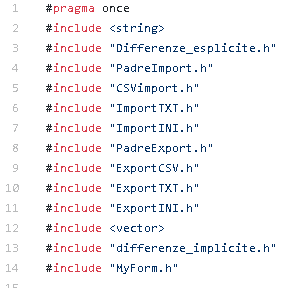 1 #pragma once
2 #include <string>
3 #include "Differenze_esplicite.h"
4 #include "PadreImport.h"
5 #include "CSVimport.h"
6 #include "ImportTXT.h"
7 #include "ImportINI.h"
8 #include "PadreExport.h"
9 #include "ExportCSV.h"
10 #include "ExportTXT.h"
11 #include "ExportINI.h"
12 #include <vector>
13 #include "differenze_implicite.h"
14 #include "MyForm.h"
15